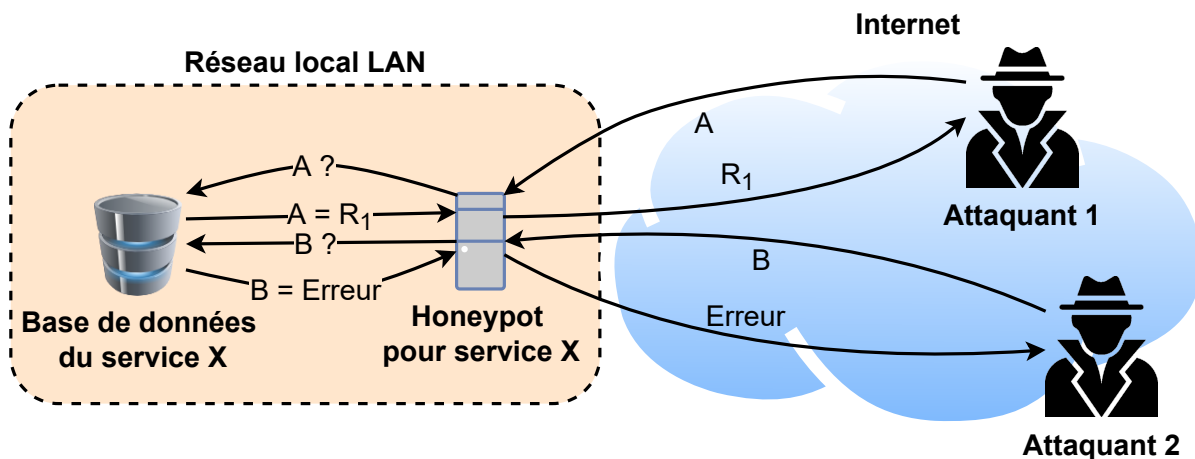 Internet
Réseau local LAN
A
A ?
R₁
A = R₁
Attaquant 1
B ?
B
B = Erreur
Base de données
du service X
Honeypot
pour service X
Erreur
Attaquant 2